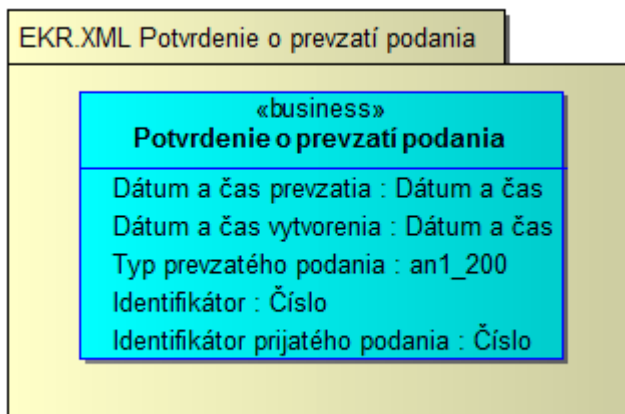 EKR.XML Potvrdenie o prevzatí podania
«business»
Potvrdenie o prevzatí podania
Dátum a čas prevzatia : Dátum a čas
Dátum a čas vytvorenia : Dátum a čas
Typ prevzatého podania : an1_200
Identifikátor : Číslo
Identifikátor prijatého podania : Číslo